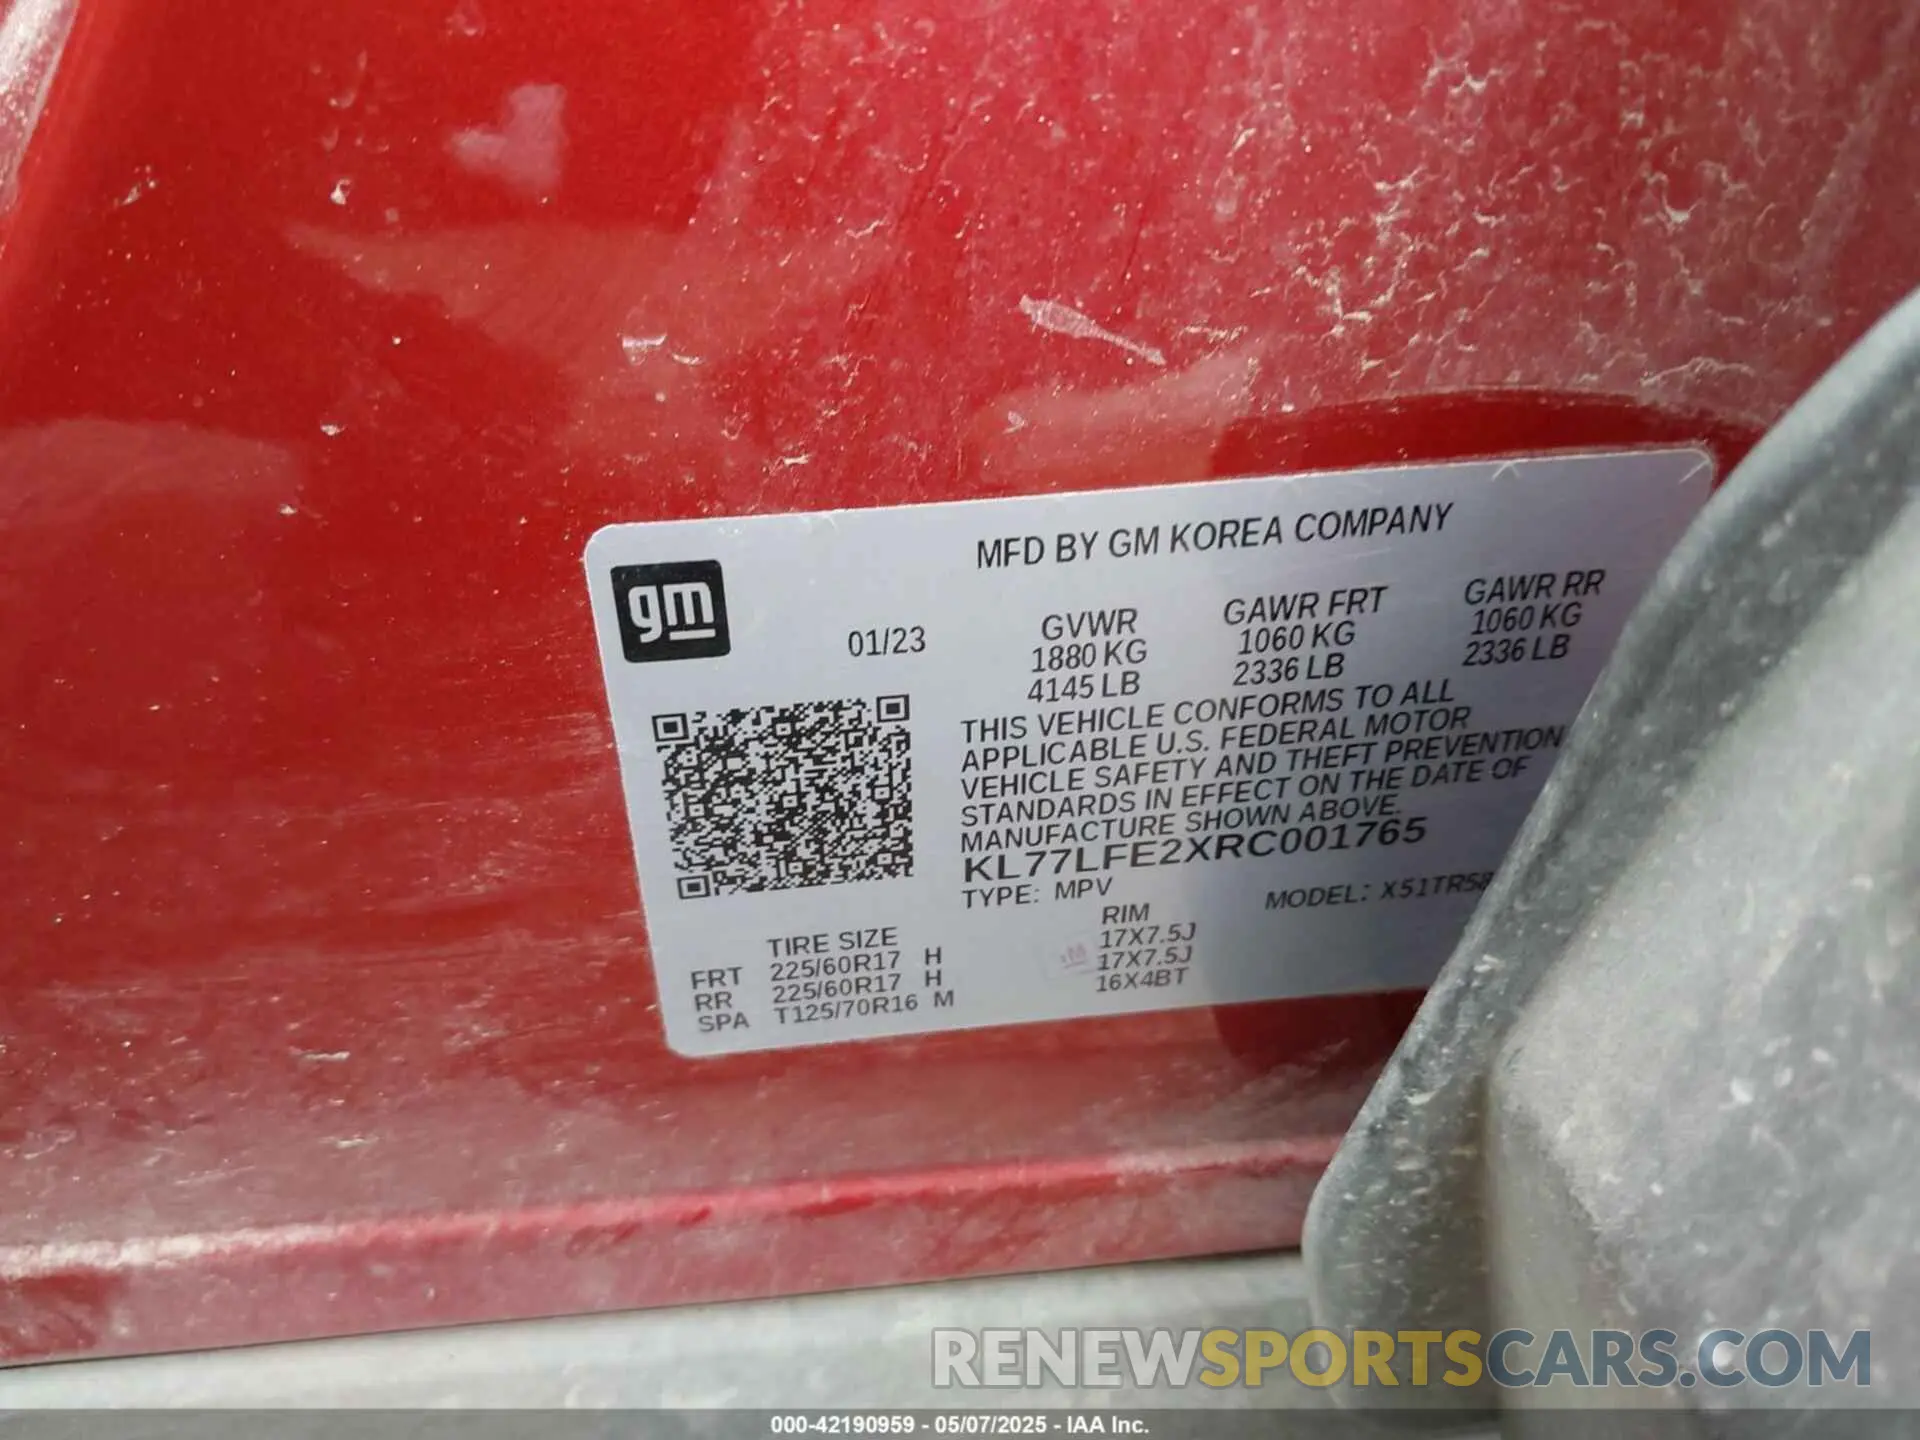 MFD BY GM KOREA COMPANY
gm
01/23
GVWR GAWR FRT GAWR RR
1880 KG 1060 KG 1060 KG
4145 LB 2336 LB 2336 LB
THIS VEHICLE CONFORMS TO ALL
APPLICABLE U.S. FEDERAL MOTOR
VEHICLE SAFETY AND THEFT PREVENTION
STANDARDS IN EFFECT ON THE DATE OF
MANUFACTURE SHOWN ABOVE.
KL77LFE2XRC001765
TYPE: MPV MODEL: X51TR58
TIRE SIZE RIM
FRT 225/60R17 H 17X7.5J
RR 225/60R17 H 17X7.5J
SPA T125/70R16 M 16X4BT
RENEWSPORTSCARS.COM
000-42190959 - 05/07/2025 - IAA Inc.